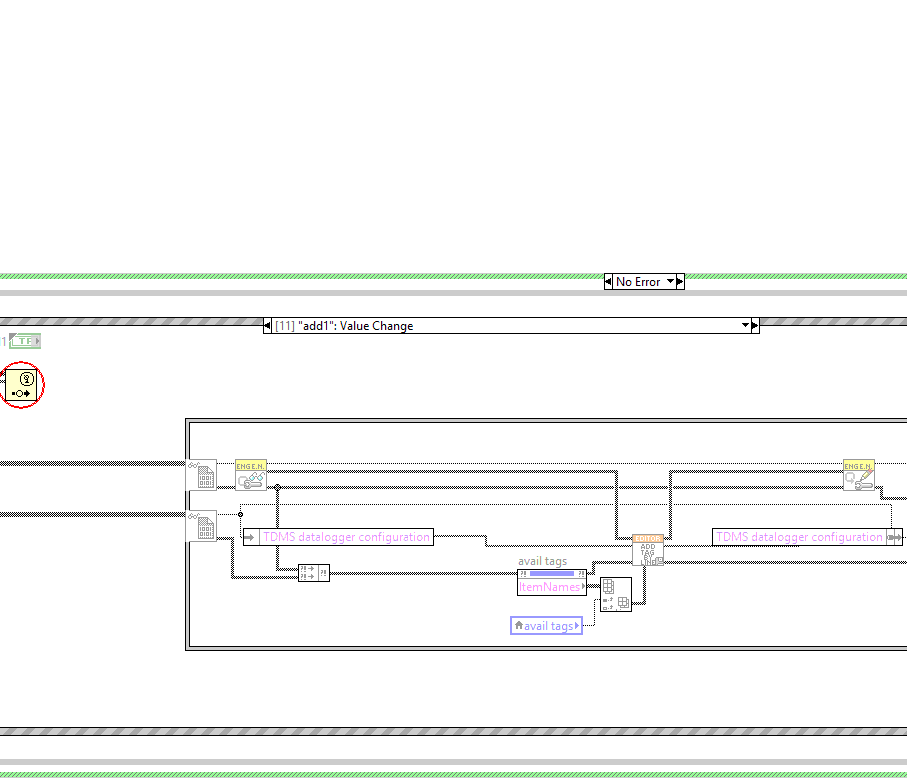 No Error
[11] "add1": Value Change
1
TF
ENGE.N.
ENGE.N.
TDMS datalogger configuration
TDMS datalogger configuration
EDITOR
ADD
TAG
avail tags
ItemNames
avail tags